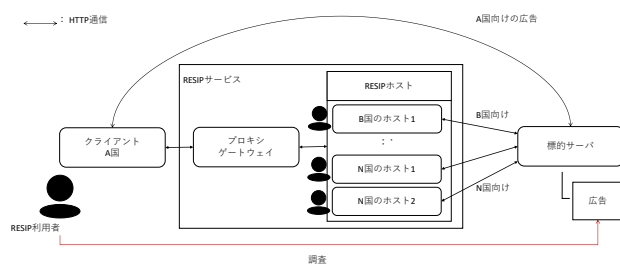 ：HTTP通信
A国向けの広告
RESIPサービス
RESIPホスト
B国のホスト1
B国向け
クライアント
A国
プロキシ
ゲートウェイ
：
標的サーバ
N国のホスト1
N国向け
N国のホスト2
広告
RESIP利用者
調査